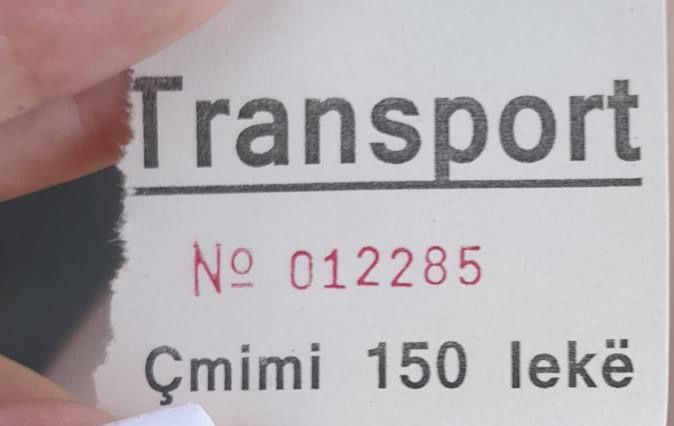 Transport
Nº 012285
Çmimi 150 lekë